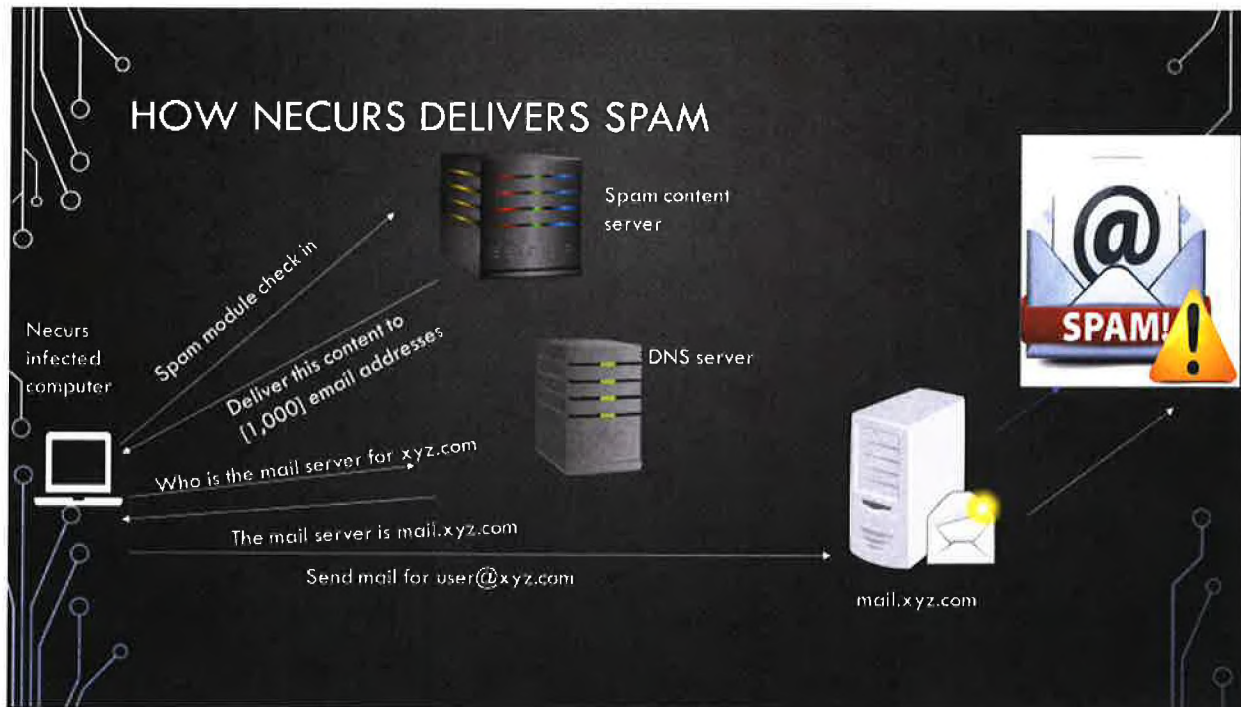 HOW NECURS DELIVERS SPAM
Spam content
server
Spam module check in
Deliver this content to
[1,000] email addresses
Necurs
infected
computer
DNS server
@
SPAM!
!
Who is the mail server for xyz.com
The mail server is mail.xyz.com
Send mail for user@xyz.com
mail.xyz.com